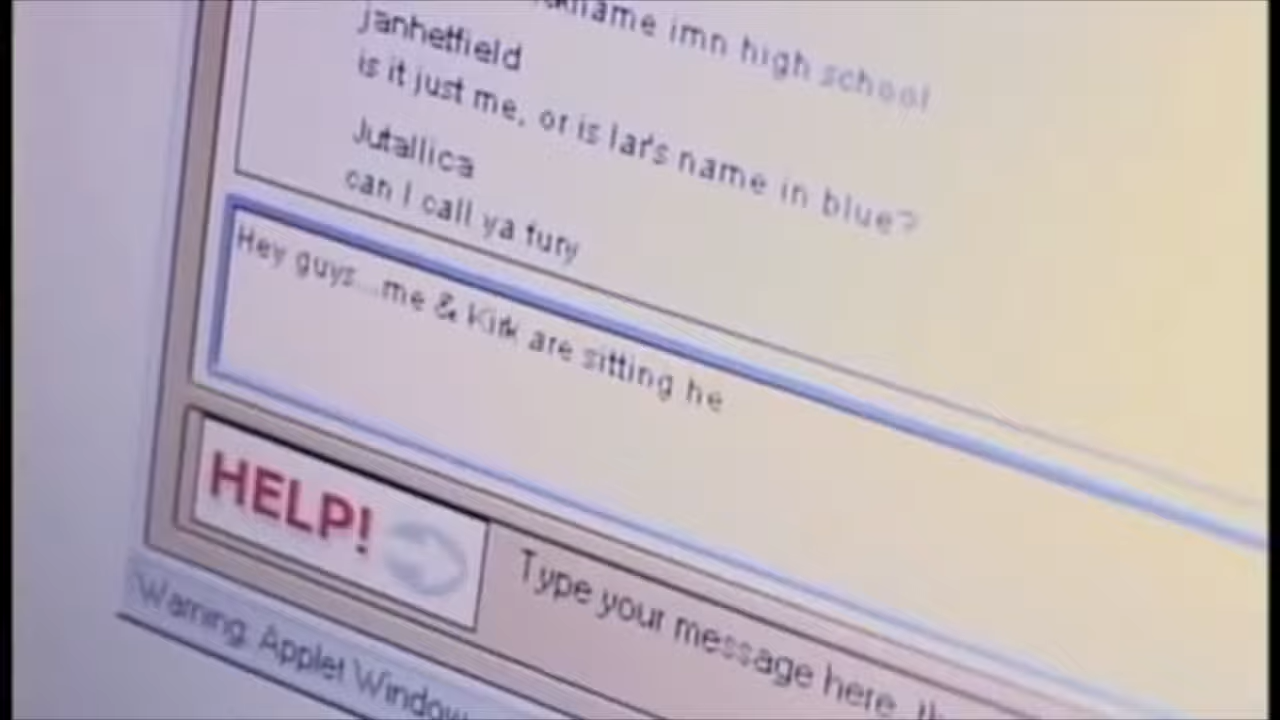 imn high school
janhetfield
is it just me, or is lar's name in blue?
Jutallica
can I call ya fury
Hey guys...me & Kirk are sitting he
HELP!
Type your message here,
Warning: Applet Window